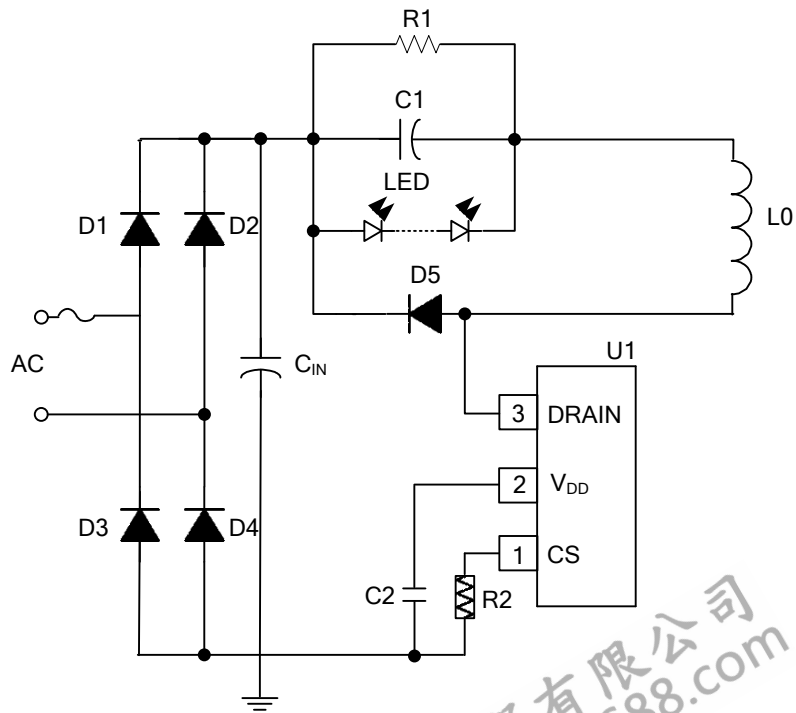 R1
C1
LED
D1
D2
L0
D5
AC
CIN
U1
3 DRAIN
2 VDD
1 CS
D3
D4
C2
R2
有限公司
88.com